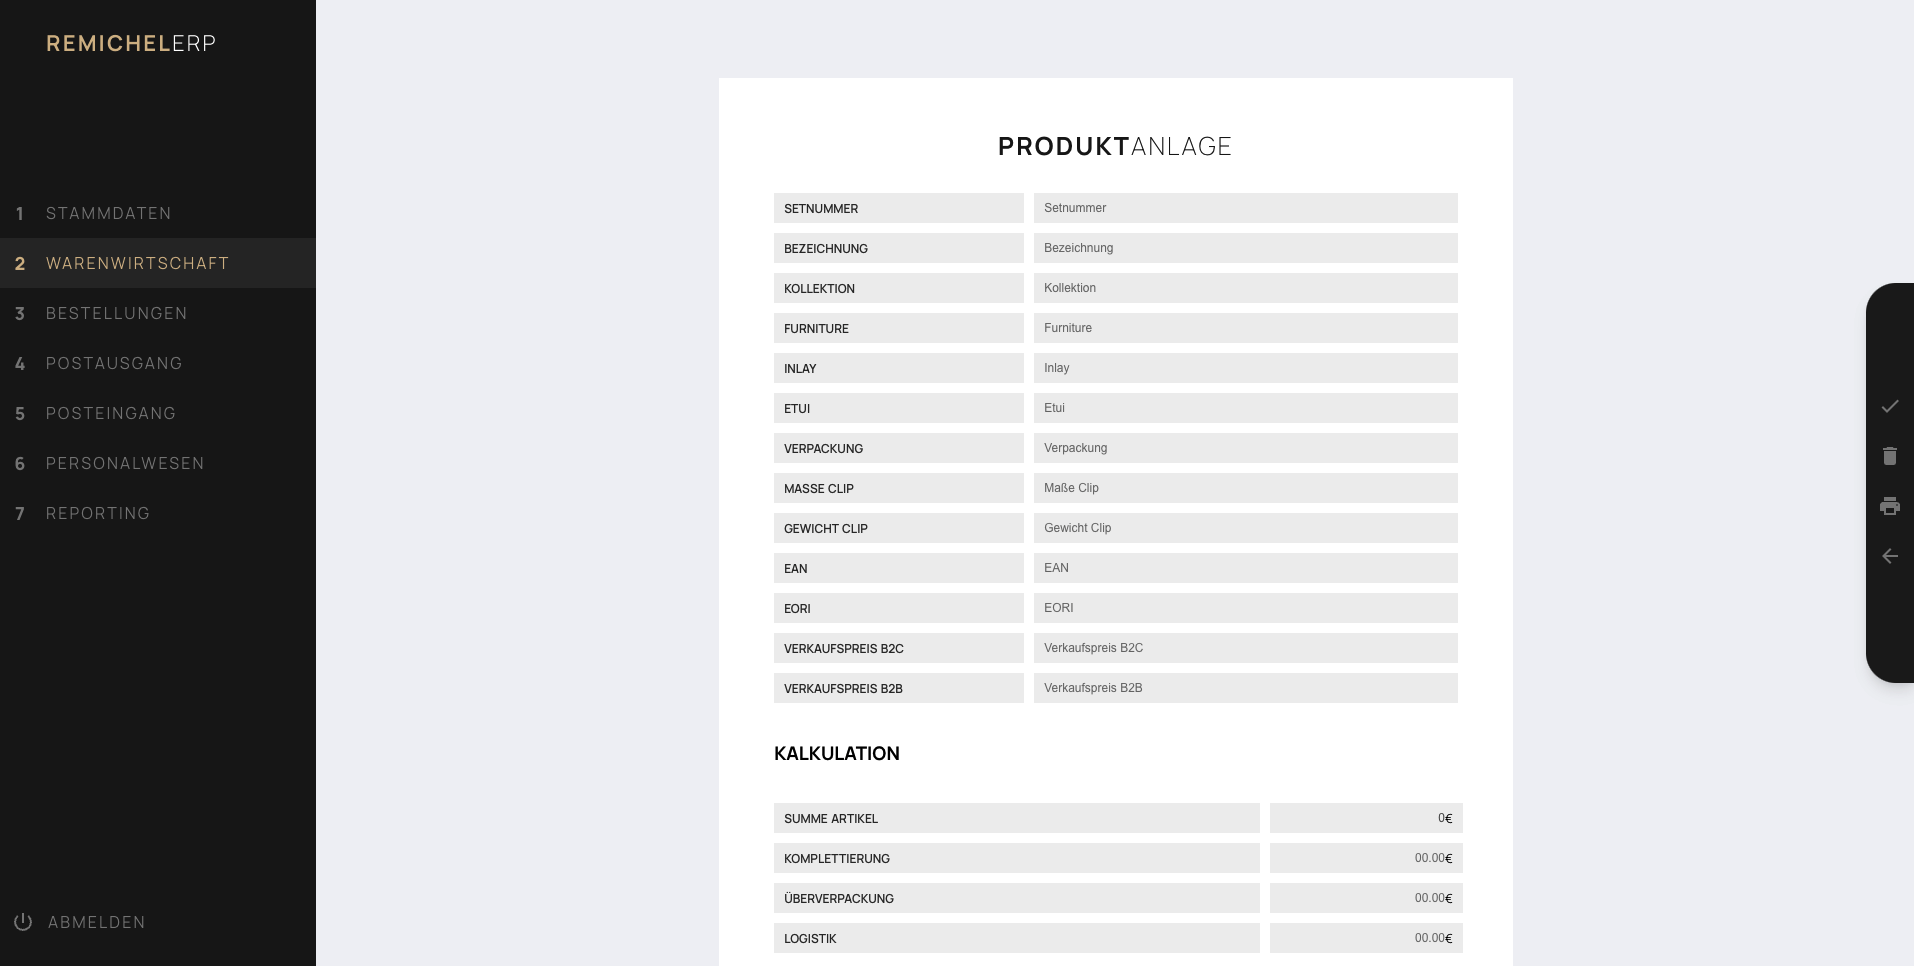 REMICHELERP
1 STAMMDATEN
2 WARENWIRTSCHAFT
3 BESTELLUNGEN
4 POSTAUSGANG
5 POSTEINGANG
6 PERSONALWESEN
7 REPORTING
ABMELDEN
PRODUKTANLAGE
SETNUMMER Setnummer
BEZEICHNUNG Bezeichnung
KOLLEKTION Kollektion
FURNITURE Furniture
INLAY Inlay
ETUI Etui
VERPACKUNG Verpackung
MASSE CLIP Maße Clip
GEWICHT CLIP Gewicht Clip
EAN EAN
EORI EORI
VERKAUFSPREIS B2C Verkaufspreis B2C
VERKAUFSPREIS B2B Verkaufspreis B2B
KALKULATION
SUMME ARTIKEL 0€
KOMPLETTIERUNG 00.00€
ÜBERVERPACKUNG 00.00€
LOGISTIK 00.00€